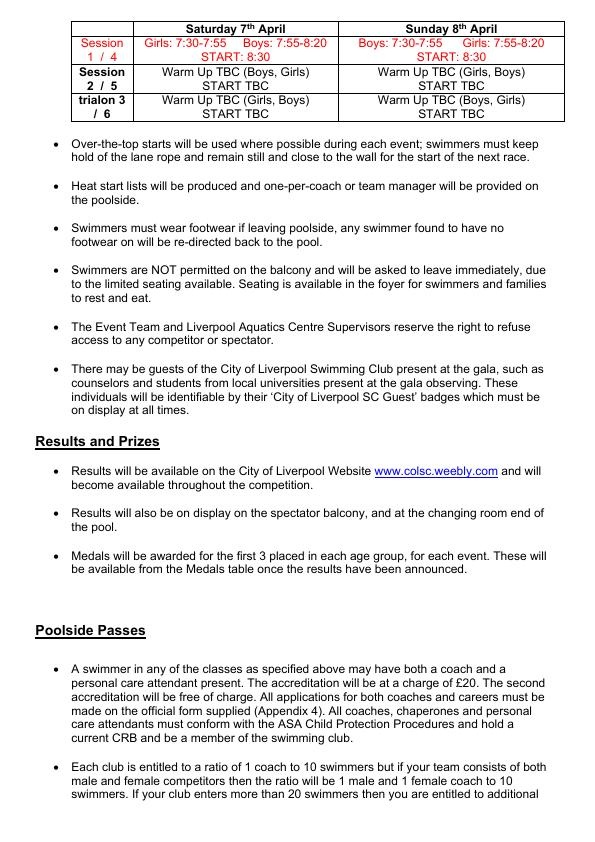 Saturday 7th April Sunday 8th April
Session Girls: 7:30-7:55 Boys: 7:55-8:20 Boys: 7:30-7:55 Girls: 7:55-8:20
1 / 4 START: 8:30 START: 8:30
Session Warm Up TBC (Boys, Girls) Warm Up TBC (Girls, Boys)
2 / 5 START TBC START TBC
trialon 3 Warm Up TBC (Girls, Boys) Warm Up TBC (Boys, Girls)
/ 6 START TBC START TBC
• Over-the-top starts will be used where possible during each event; swimmers must keep
hold of the lane rope and remain still and close to the wall for the start of the next race.
• Heat start lists will be produced and one-per-coach or team manager will be provided on
the poolside.
• Swimmers must wear footwear if leaving poolside, any swimmer found to have no
footwear on will be re-directed back to the pool.
• Swimmers are NOT permitted on the balcony and will be asked to leave immediately, due
to the limited seating available. Seating is available in the foyer for swimmers and families
to rest and eat.
• The Event Team and Liverpool Aquatics Centre Supervisors reserve the right to refuse
access to any competitor or spectator.
• There may be guests of the City of Liverpool Swimming Club present at the gala, such as
counselors and students from local universities present at the gala observing. These
individuals will be identifiable by their ‘City of Liverpool SC Guest’ badges which must be
on display at all times.
Results and Prizes
• Results will be available on the City of Liverpool Website www.colsc.weebly.com and will
become available throughout the competition.
• Results will also be on display on the spectator balcony, and at the changing room end of
the pool.
• Medals will be awarded for the first 3 placed in each age group, for each event. These will
be available from the Medals table once the results have been announced.
Poolside Passes
• A swimmer in any of the classes as specified above may have both a coach and a
personal care attendant present. The accreditation will be at a charge of £20. The second
accreditation will be free of charge. All applications for both coaches and careers must be
made on the official form supplied (Appendix 4). All coaches, chaperones and personal
care attendants must conform with the ASA Child Protection Procedures and hold a
current CRB and be a member of the swimming club.
• Each club is entitled to a ratio of 1 coach to 10 swimmers but if your team consists of both
male and female competitors then the ratio will be 1 male and 1 female coach to 10
swimmers. If your club enters more than 20 swimmers then you are entitled to additional